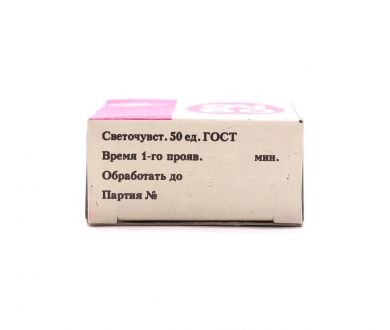 Светочувст. 50 ед. ГОСТ
Время 1-го прояв. мин.
Обработать до
Партия №